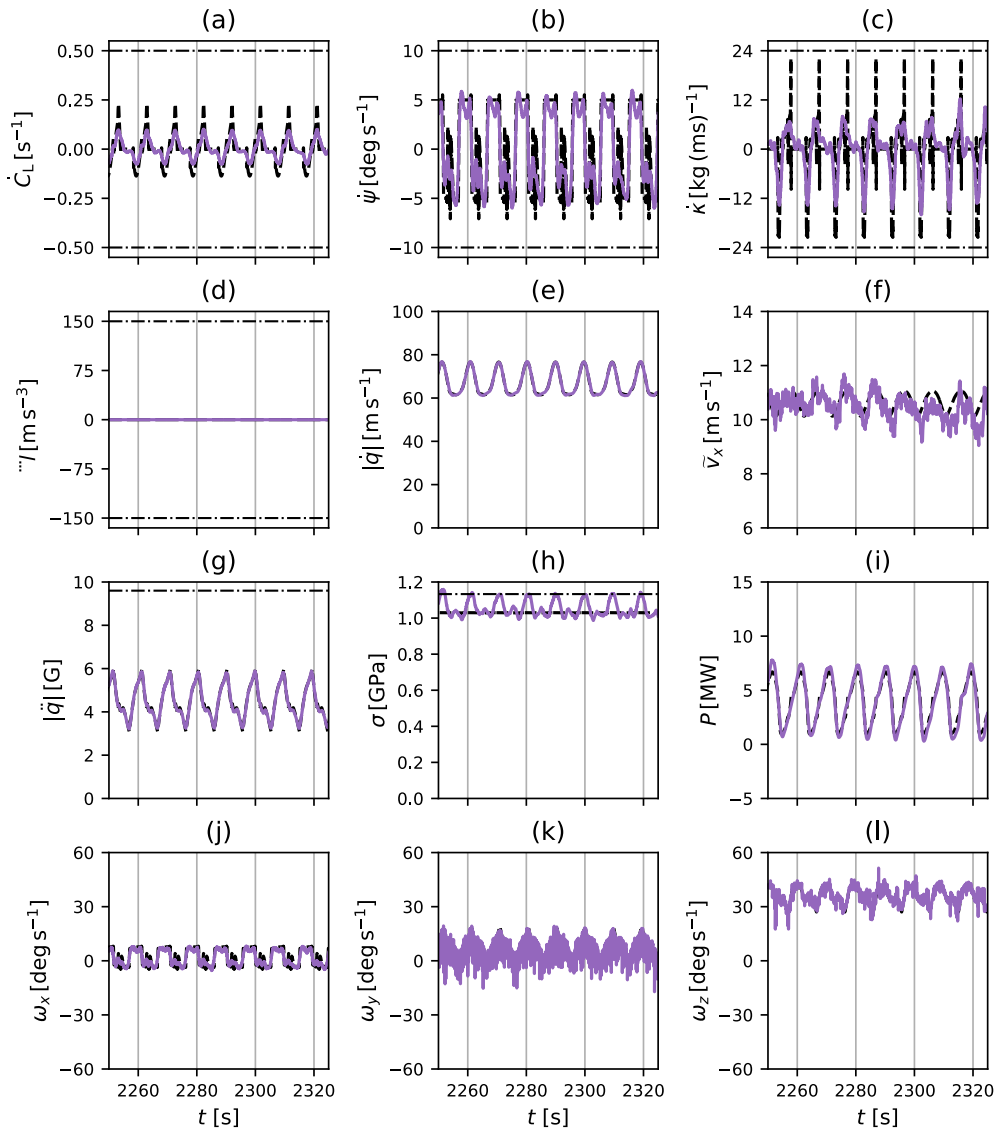 (a) (b) (c)
0.50 10 24
0.25 5 12
0.00 0 0
−0.25 −5 −12
−0.50 −10 −24
Ċ_L [s⁻¹] ψ̇ [deg s⁻¹] κ̇ [kg (ms)⁻¹]
(d) (e) (f)
150 100 14
75 80 12
0 60 10
−75 40 8
−150 20 6
0
l⃛ [m s⁻³] |q̇| [m s⁻¹] ṽₓ [m s⁻¹]
(g) (h) (i)
10 1.2 15
8 1.0 10
6 0.8 5
4 0.6 0
2 0.4 −5
0 0.2
0.0
|q̈| [G] σ [GPa] P [MW]
(j) (k) (l)
60 60 60
30 30 30
0 0 0
−30 −30 −30
−60 −60 −60
ωₓ [deg s⁻¹] ω_y [deg s⁻¹] ω_z [deg s⁻¹]
2260 2280 2300 2320 2260 2280 2300 2320 2260 2280 2300 2320
t [s] t [s] t [s]